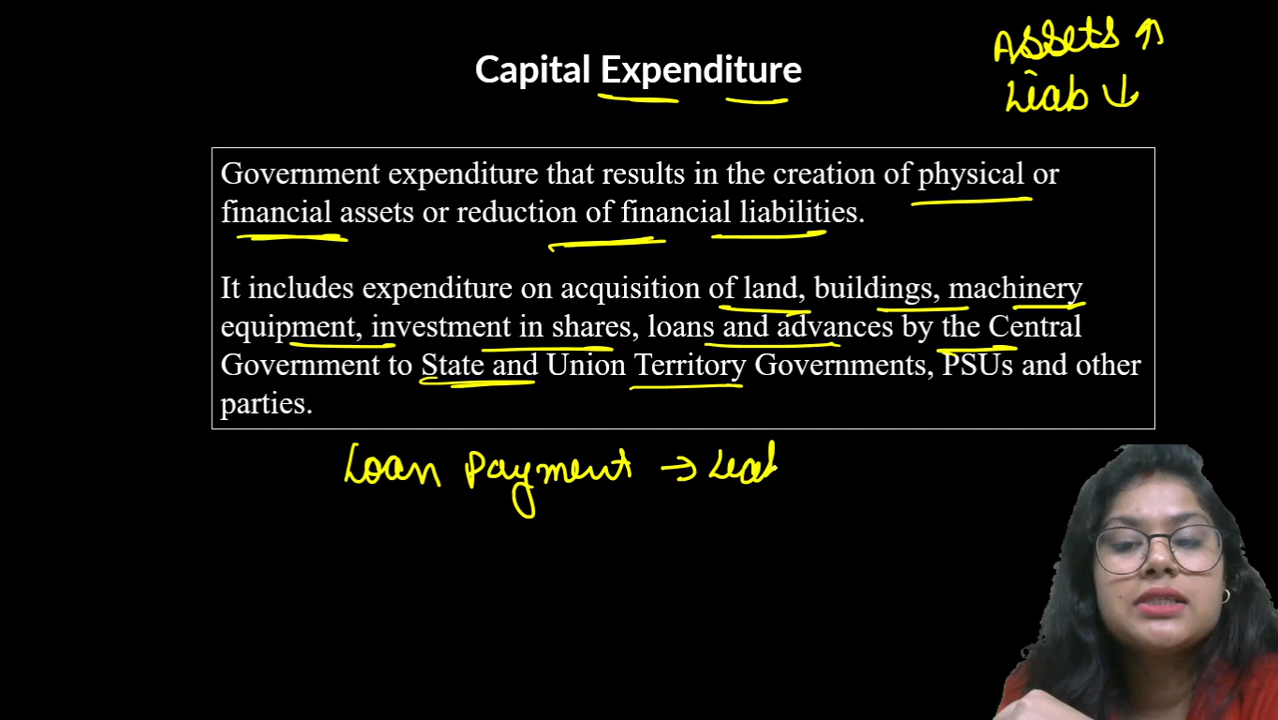 Assets ↑
Capital Expenditure
Liab ↓
Government expenditure that results in the creation of physical or
financial assets or reduction of financial liabilities.
It includes expenditure on acquisition of land, buildings, machinery
equipment, investment in shares, loans and advances by the Central
Government to State and Union Territory Governments, PSUs and other
parties.
Loan Payment → Liab